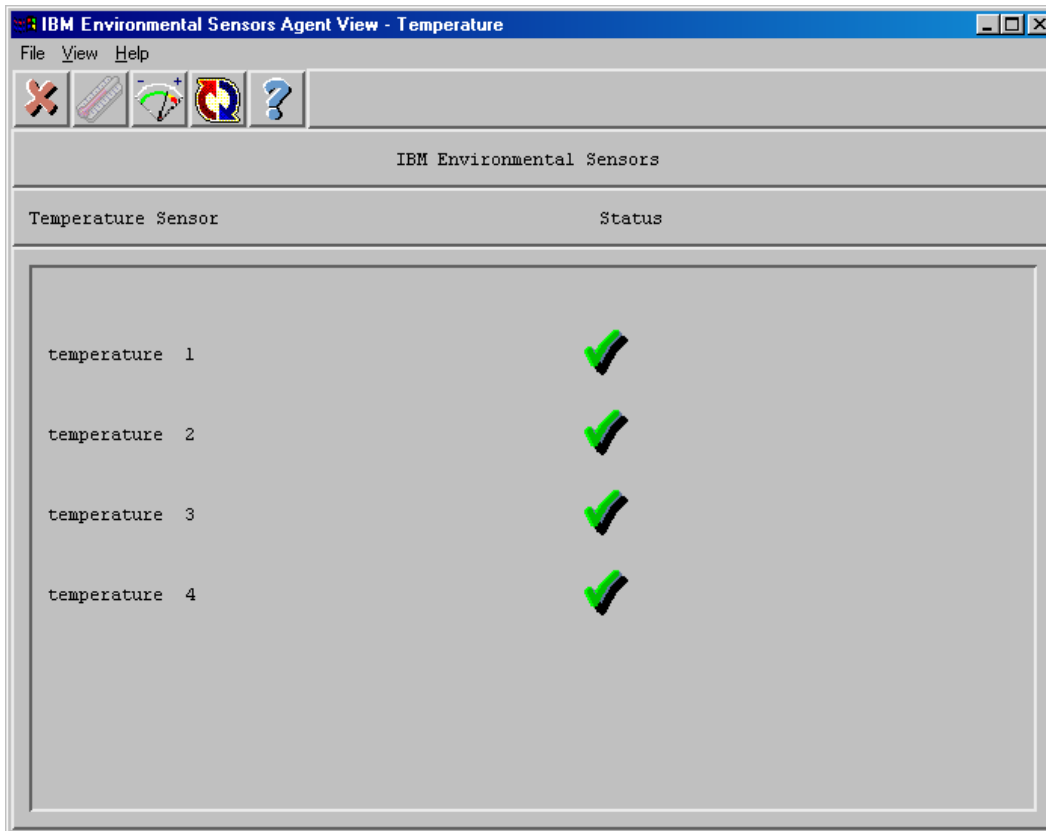 IBM Environmental Sensors Agent View - Temperature
File View Help
IBM Environmental Sensors
Temperature Sensor Status
temperature 1
temperature 2
temperature 3
temperature 4